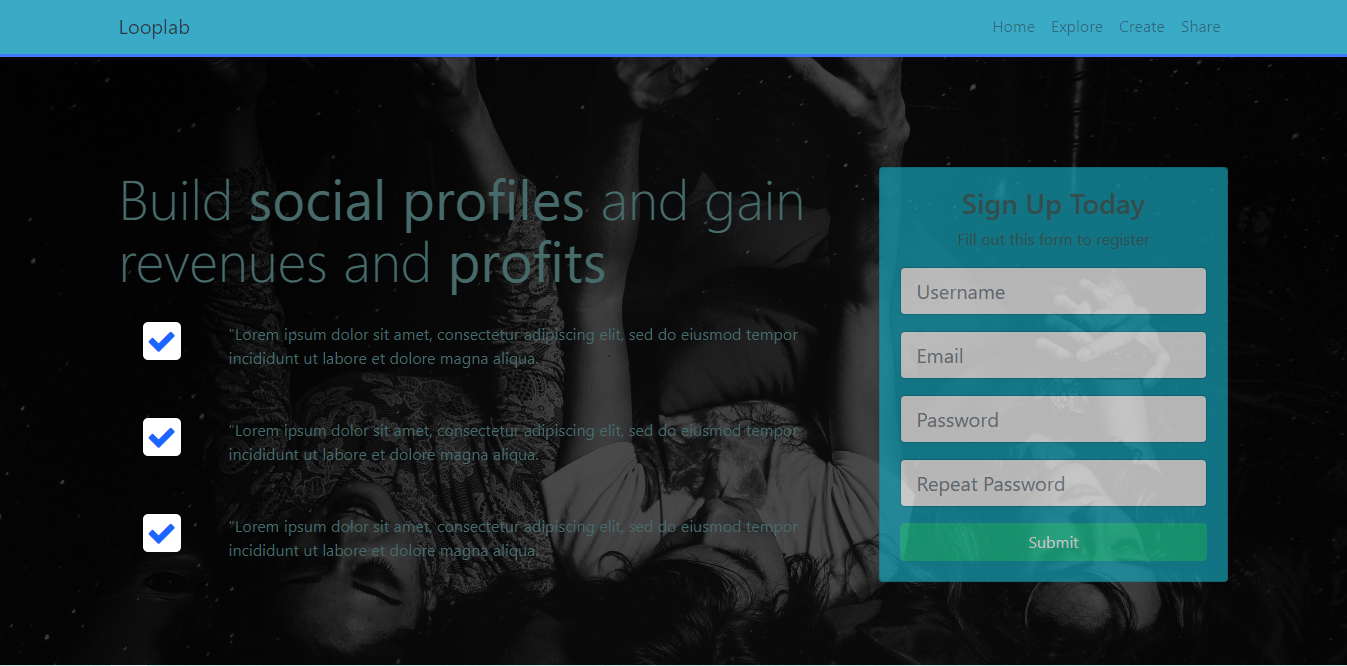 Looplab
Home Explore Create Share
Build social profiles and gain
revenues and profits
"Lorem ipsum dolor sit amet, consectetur adipiscing elit, sed do eiusmod tempor
incididunt ut labore et dolore magna aliqua.
"Lorem ipsum dolor sit amet, consectetur adipiscing elit, sed do eiusmod tempor
incididunt ut labore et dolore magna aliqua.
"Lorem ipsum dolor sit amet, consectetur adipiscing elit, sed do eiusmod tempor
incididunt ut labore et dolore magna aliqua.
Sign Up Today
Fill out this form to register
Username
Email
Password
Repeat Password
Submit